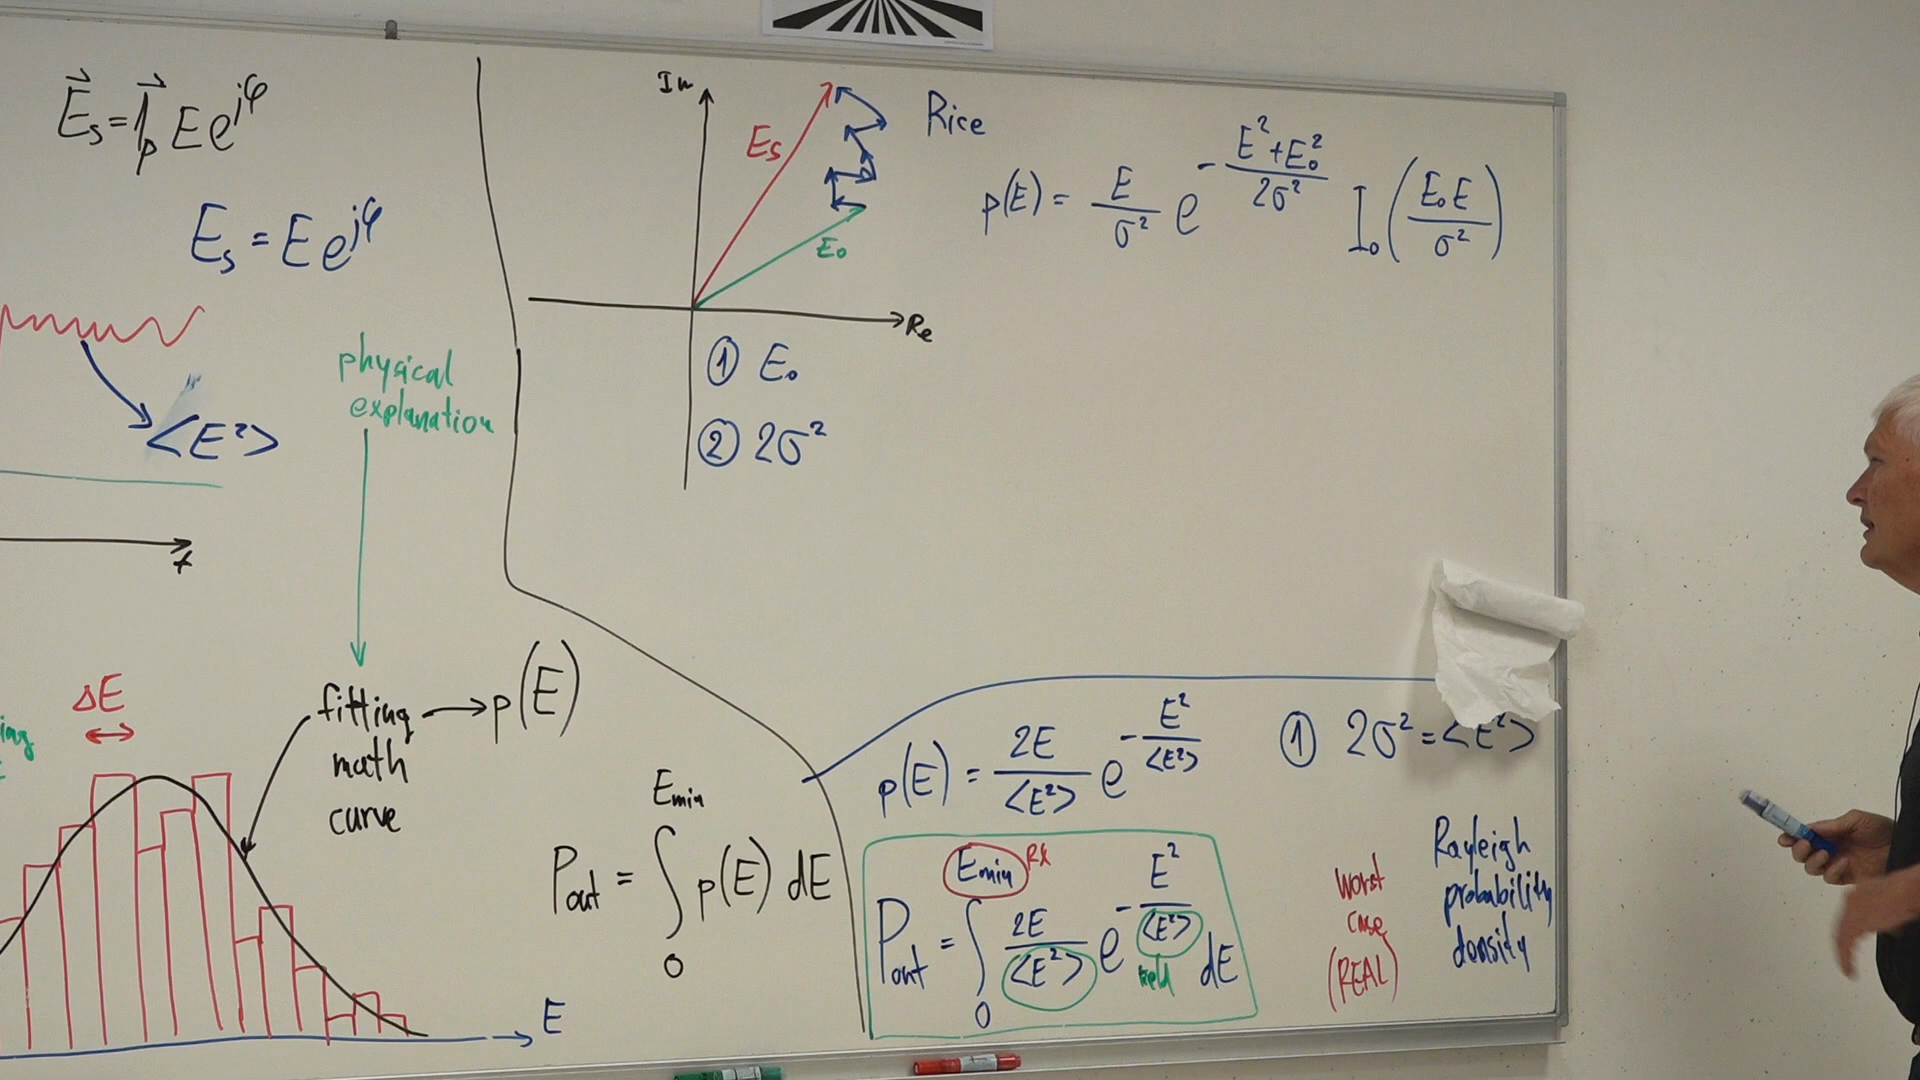 E⃗s = 1⃗p E e^jφ
Es = E e^jφ
<E²>
physical
explanation
t
ΔE
fitting
math
curve
p(E)
E
Pout = ∫₀^Emin p(E) dE
Im
Re
Es
E₀
① E₀
② 2σ²
Rice
p(E) = E/σ² e^-(E²+E₀²)/2σ² I₀(E₀E/σ²)
p(E) = 2E/<E²> e^-E²/<E²>
① 2σ² = <E²>
Rx
Pout = ∫₀^Emin 2E/<E²> e^-E²/<E²> dE
worst
case
(REAL)
Rayleigh
probability
density